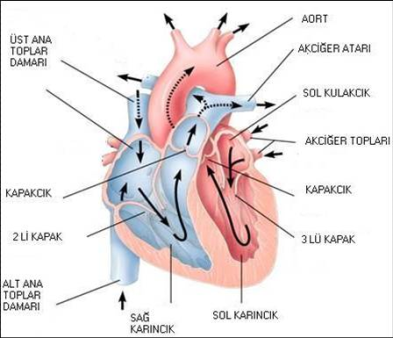 AORT
ÜST ANA
TOPLAR
DAMARI
AKCİĞER ATARI
SOL KULAKCIK
AKCİĞER TOPLARI
KAPAKCIK
KAPAKCIK
2 Lİ KAPAK
3 LÜ KAPAK
ALT ANA
TOPLAR
DAMARI
SAĞ
KARINCIK
SOL KARINCIK